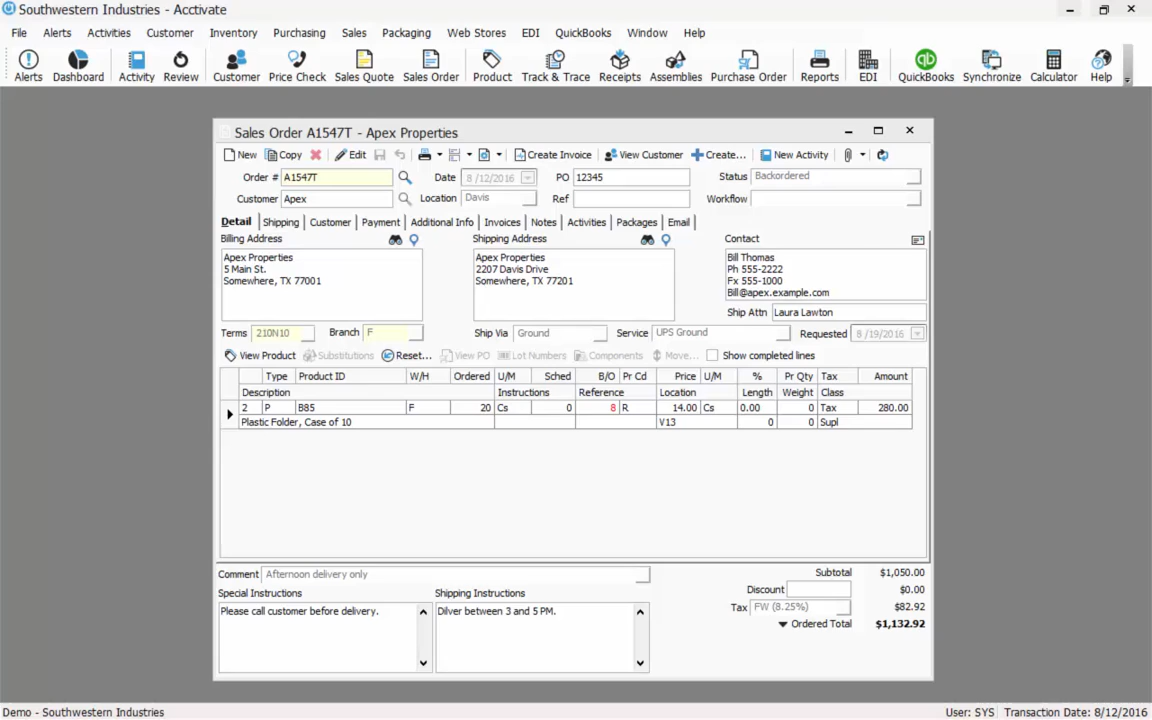 Southwestern Industries - Acctivate
File Alerts Activities Customer Inventory Purchasing Sales Packaging Web Stores EDI QuickBooks Window Help
Alerts Dashboard Activity Review Customer Price Check Sales Quote Sales Order Product Track & Trace Receipts Assemblies Purchase Order Reports EDI QuickBooks Synchronize Calculator Help
Sales Order A1547T - Apex Properties
New Copy Edit Create Invoice View Customer Create... New Activity
Order # A1547T Date 8 /12/2016 PO 12345 Status Backordered
Customer Apex Location Davis Ref Workflow
Detail Shipping Customer Payment Additional Info Invoices Notes Activities Packages Email
Billing Address Shipping Address Contact
Apex Properties Apex Properties Bill Thomas
5 Main St. 2207 Davis Drive Ph 555-2222
Somewhere, TX 77001 Somewhere, TX 77201 Fx 555-1000
Bill@apex.example.com
Ship Attn Laura Lawton
Terms 210N10 Branch F Ship Via Ground Service UPS Ground Requested 8 /19/2016
View Product Substitutions Reset... View PO Lot Numbers Components Move... Show completed lines
Type Product ID W/H Ordered U/M Sched B/O Pr Cd Price U/M % Pr Qty Tax Amount
Description Instructions Reference Location Length Weight Class
2 P B85 F 20 Cs 0 8 R 14.00 Cs 0.00 0 Tax 280.00
Plastic Folder, Case of 10 V13 0 0 Supl
Comment Afternoon delivery only Subtotal $1,050.00
Special Instructions Shipping Instructions Discount $0.00
Please call customer before delivery. Dilver between 3 and 5 PM. Tax FW (8.25%) $82.92
Ordered Total $1,132.92
Demo - Southwestern Industries User: SYS Transaction Date: 8/12/2016